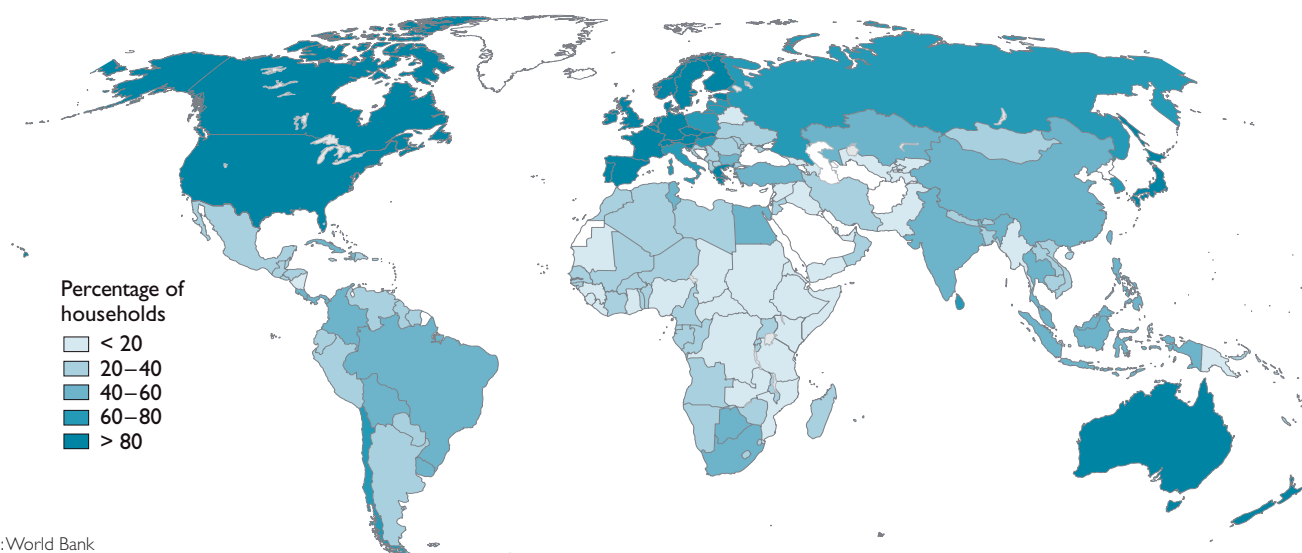 Percentage of
households
< 20
20–40
40–60
60–80
> 80
: World Bank